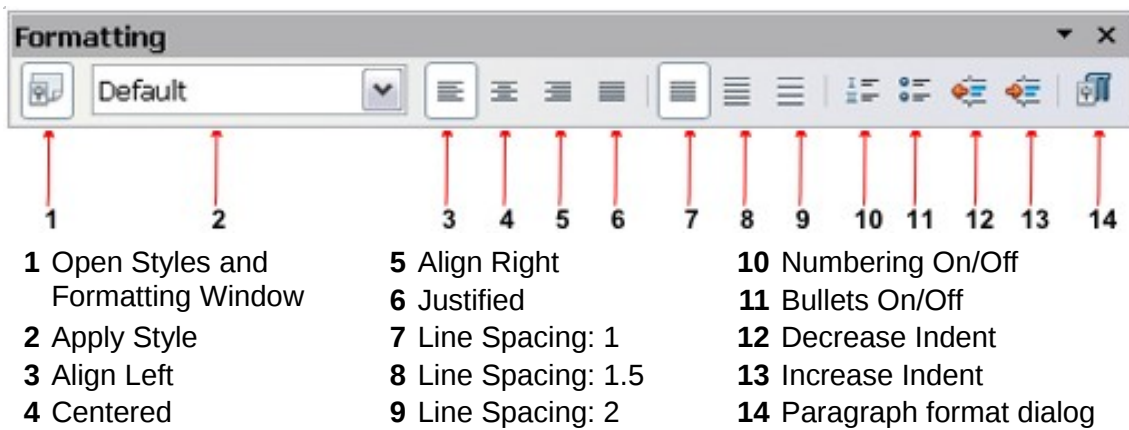 Formatting
Default
1 2 3 4 5 6 7 8 9 10 11 12 13 14
1 Open Styles and
Formatting Window
2 Apply Style
3 Align Left
4 Centered
5 Align Right
6 Justified
7 Line Spacing: 1
8 Line Spacing: 1.5
9 Line Spacing: 2
10 Numbering On/Off
11 Bullets On/Off
12 Decrease Indent
13 Increase Indent
14 Paragraph format dialog